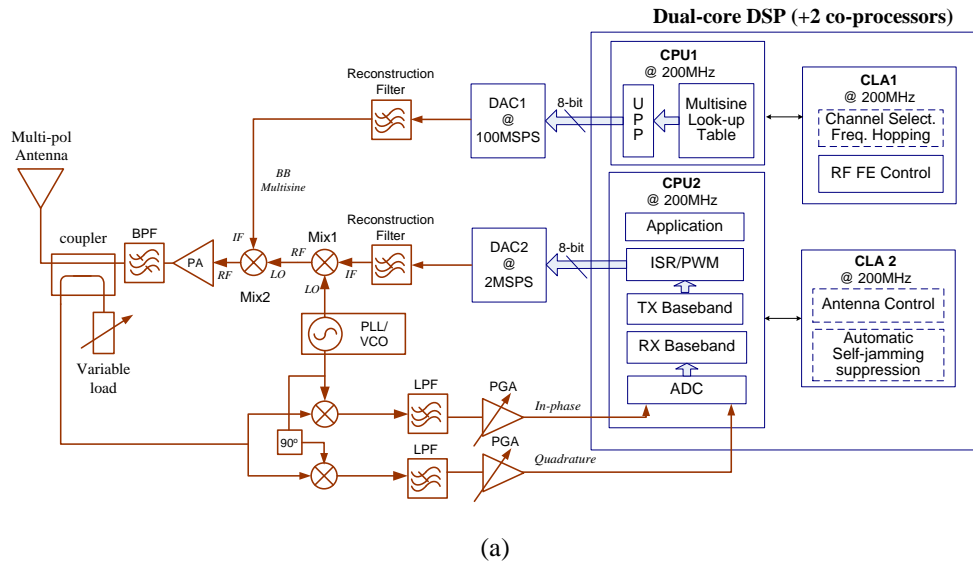 Dual-core DSP (+2 co-processors)
CPU1
@ 200MHz
U
P
P
Multisine
Look-up
Table
CLA1
@ 200MHz
Channel Select.
Freq. Hopping
RF FE Control
Reconstruction
Filter
DAC1
@
100MSPS
8-bit
Multi-pol
Antenna
BB
Multisine
coupler
BPF
PA
RF
IF
Mix2
LO
RF
Mix1
LO
IF
Reconstruction
Filter
DAC2
@
2MSPS
8-bit
CPU2
@ 200MHz
Application
ISR/PWM
TX Baseband
RX Baseband
ADC
CLA 2
@ 200MHz
Antenna Control
Automatic
Self-jamming
suppression
Variable
load
PLL/
VCO
90º
LPF
PGA
In-phase
LPF
PGA
Quadrature
(a)